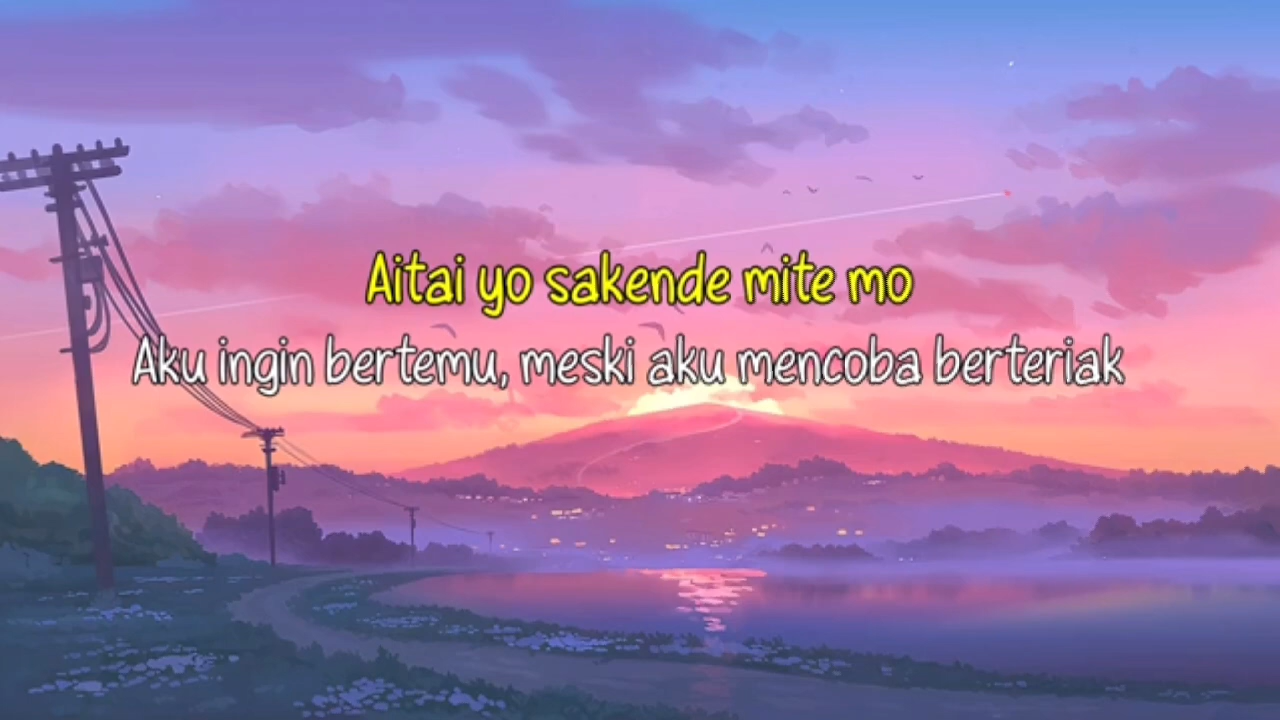 Aitai yo sakende mite mo
Aku ingin bertemu, meski aku mencoba berteriak